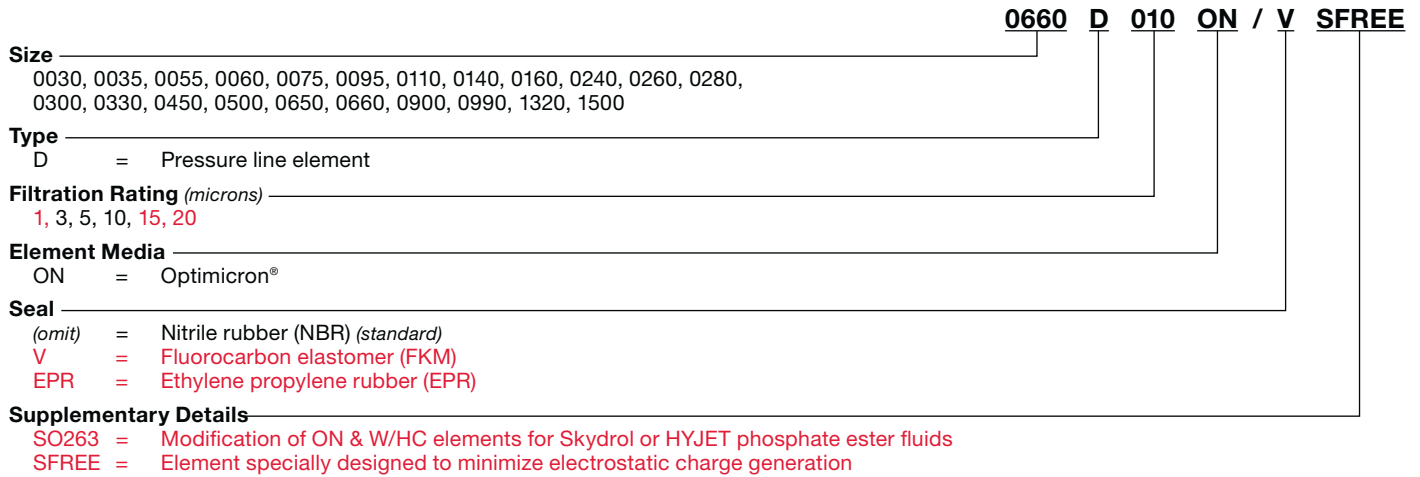 0660 D 010 ON / V SFREE
Size
0030, 0035, 0055, 0060, 0075, 0095, 0110, 0140, 0160, 0240, 0260, 0280,
0300, 0330, 0450, 0500, 0650, 0660, 0900, 0990, 1320, 1500
Type
D = Pressure line element
Filtration Rating (microns)
1, 3, 5, 10, 15, 20
Element Media
ON = Optimicron®
Seal
(omit) = Nitrile rubber (NBR) (standard)
V = Fluorocarbon elastomer (FKM)
EPR = Ethylene propylene rubber (EPR)
Supplementary Details
SO263 = Modification of ON & W/HC elements for Skydrol or HYJET phosphate ester fluids
SFREE = Element specially designed to minimize electrostatic charge generation